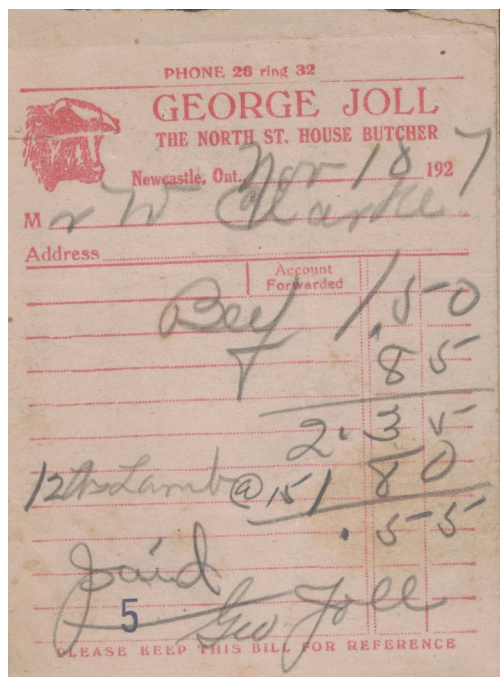 PHONE 26 ring 32
GEORGE JOLL
THE NORTH ST. HOUSE BUTCHER
Newcastle, Ont., Nov 18 1927
Mr W Clarke
Address
Account Forwarded
Beef 1.50
.85
2.35
12 lbs Lamb @ 15 1 80
.55
Paid
5
Geo Joll
PLEASE KEEP THIS BILL FOR REFERENCE